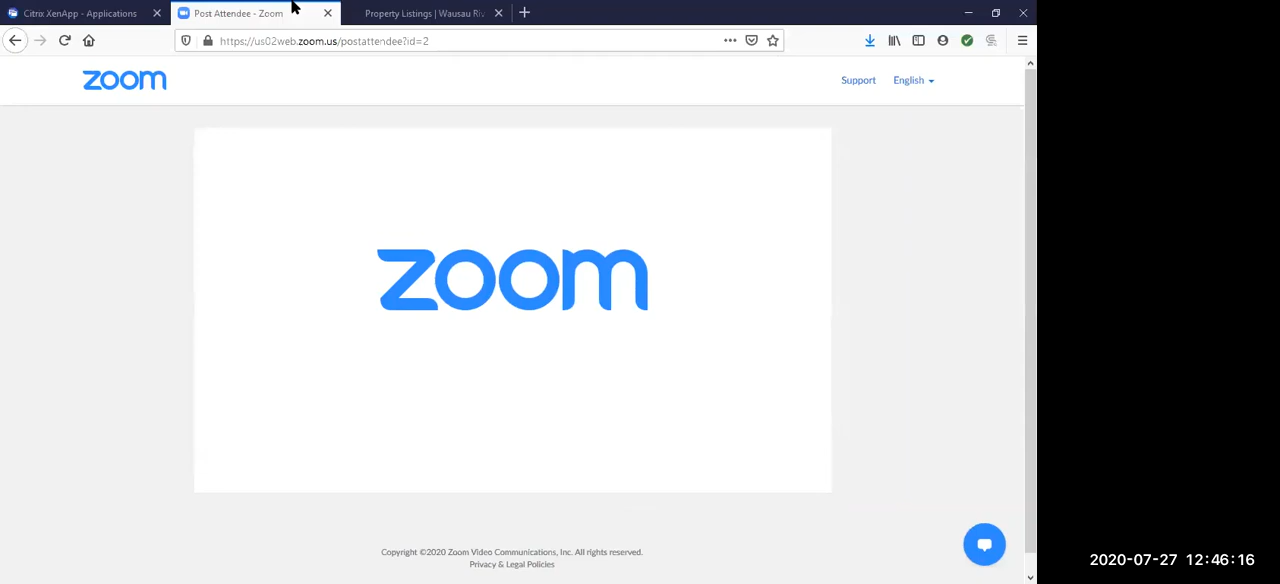 Citrix XenApp - Applications
Post Attendee - Zoom
Property Listings | Wausau Riv
https://us02web.zoom.us/postattendee?id=2
zoom
Support
English
zoom
Copyright ©2020 Zoom Video Communications, Inc. All rights reserved.
Privacy & Legal Policies
2020-07-27 12:46:16